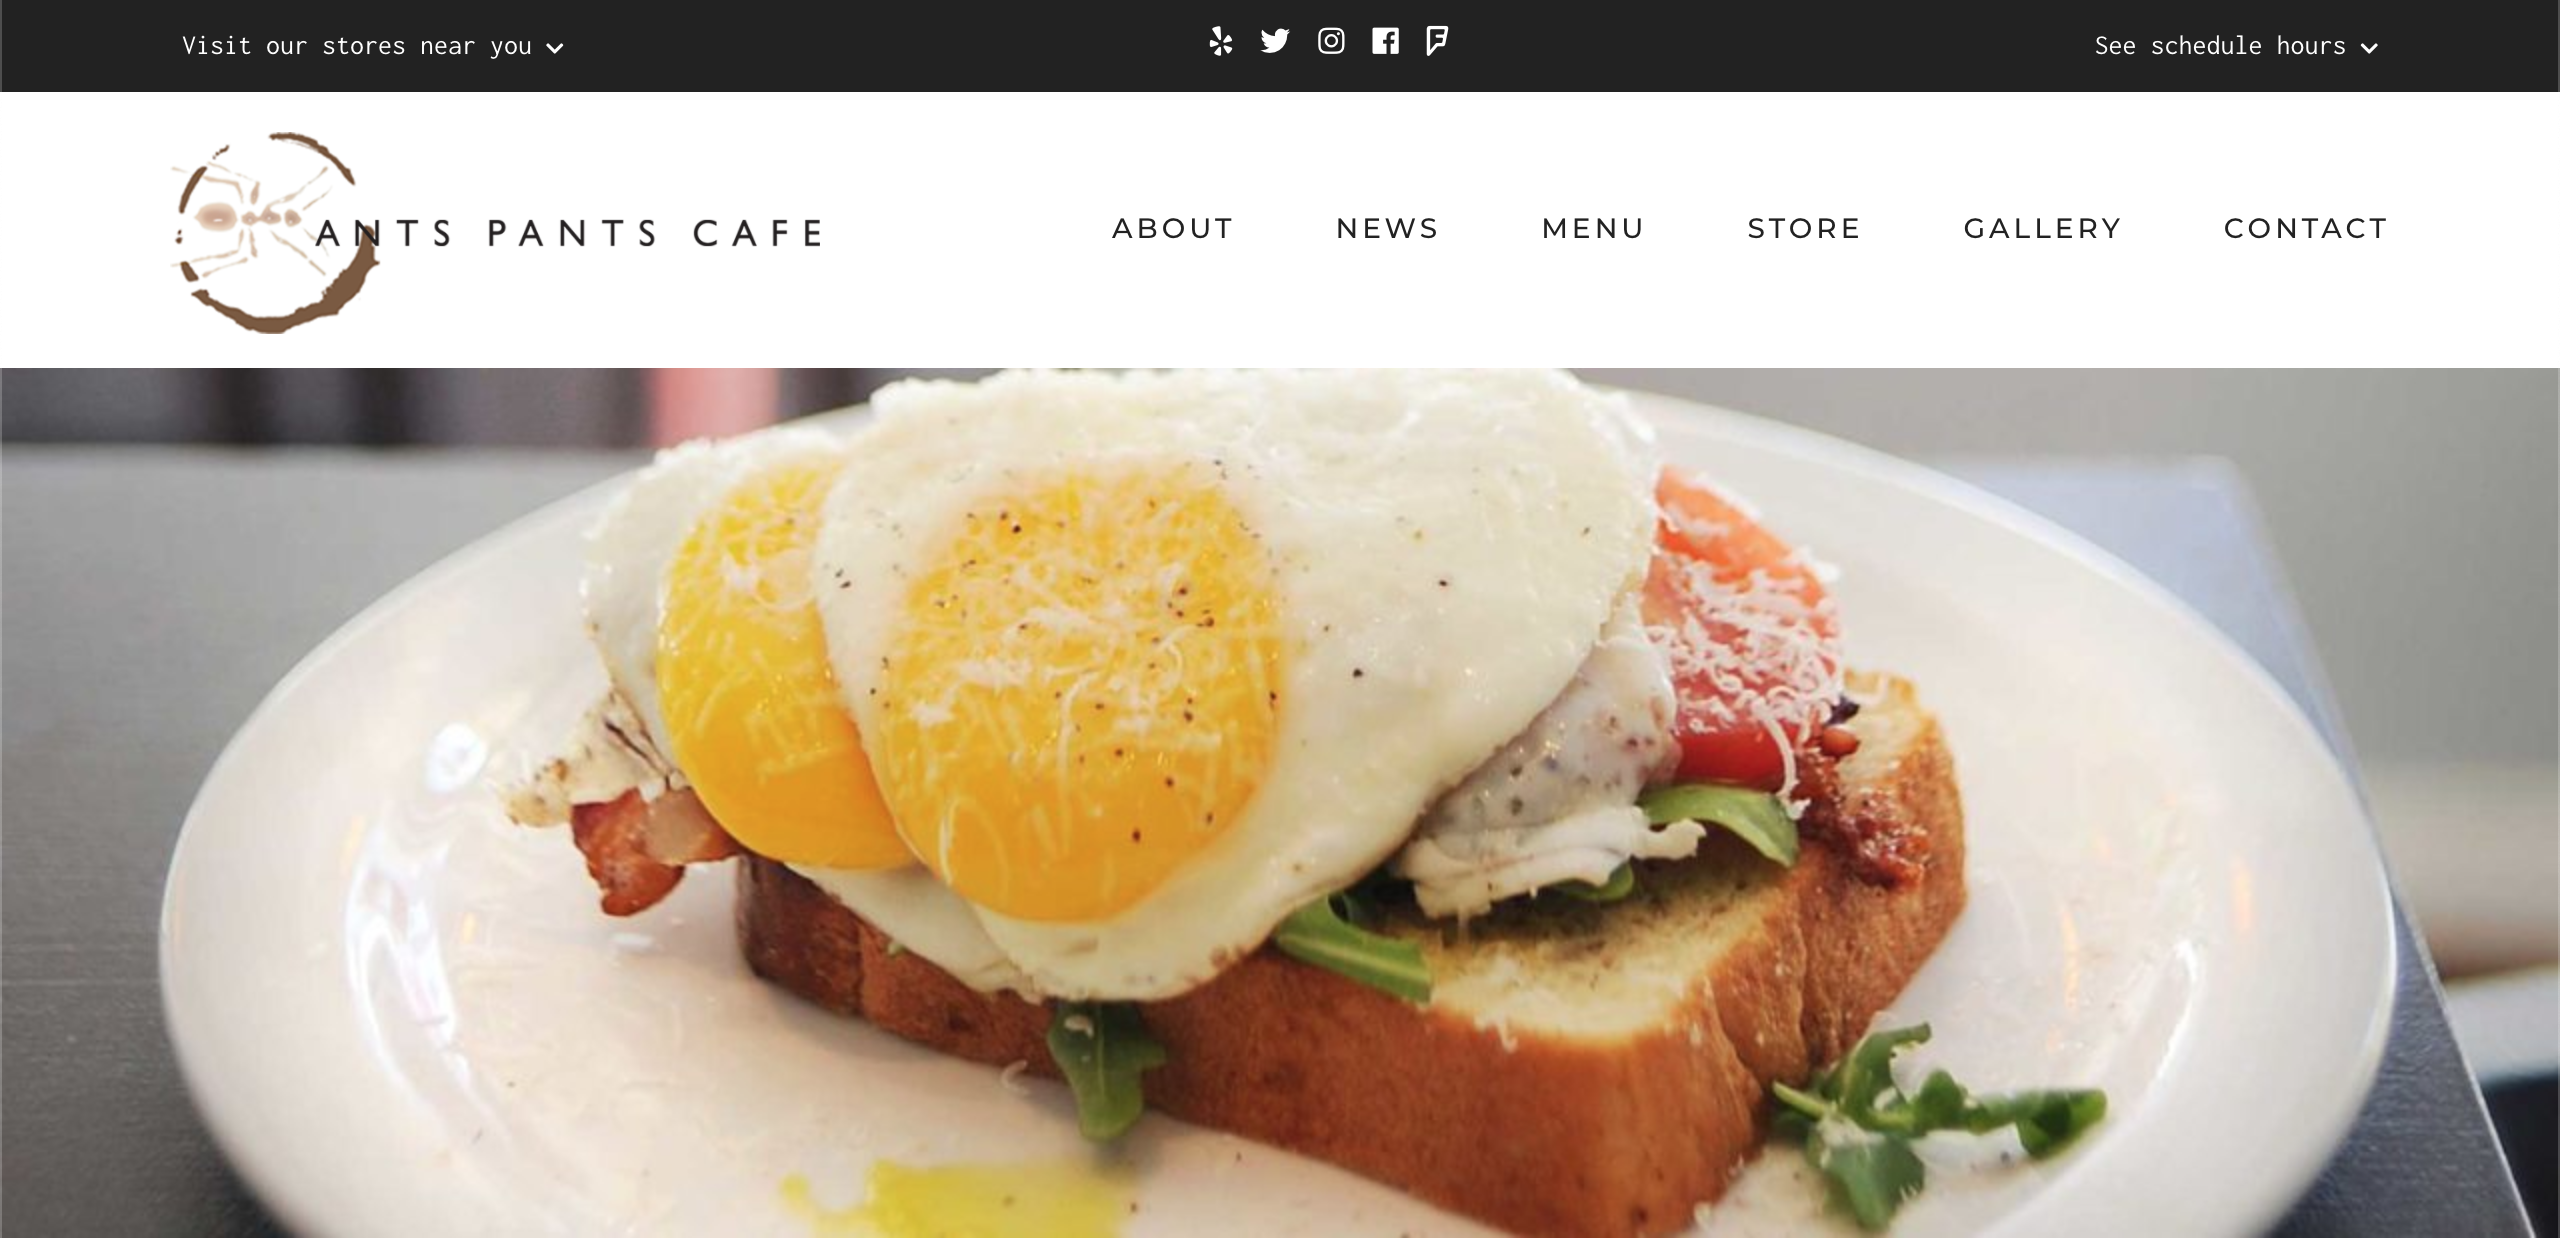 Visit our stores near you
See schedule hours
ANTS PANTS CAFE
ABOUT NEWS MENU STORE GALLERY CONTACT